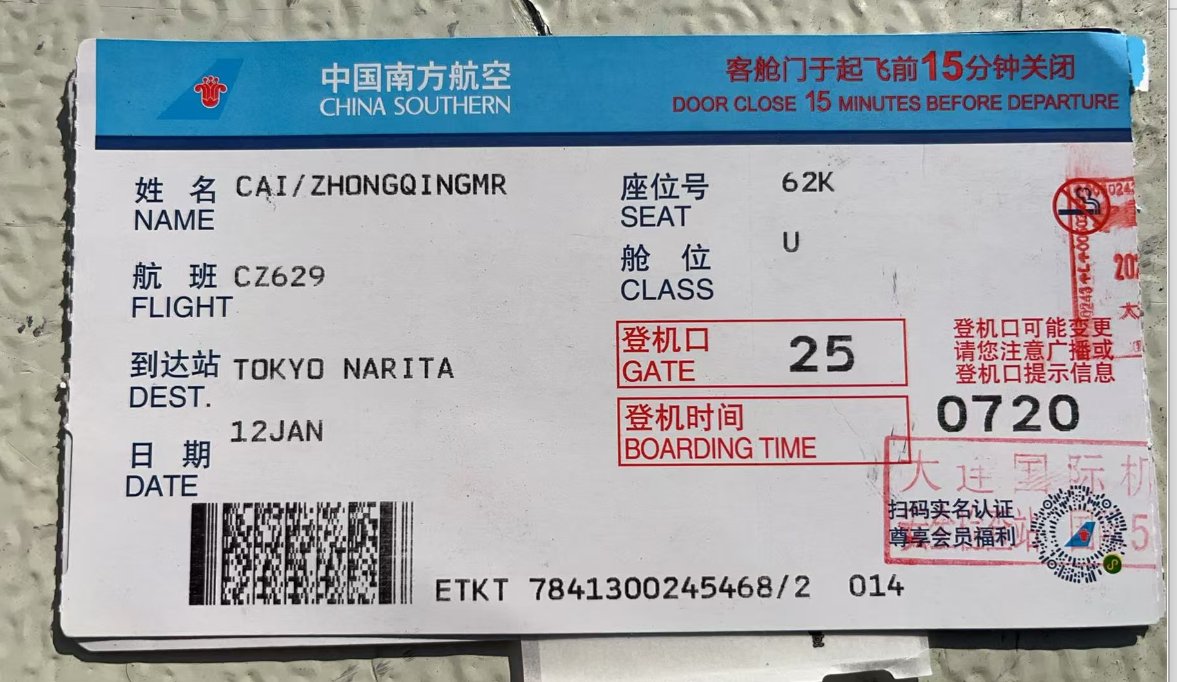 中国南方航空
CHINA SOUTHERN
客舱门于起飞前15分钟关闭
DOOR CLOSE 15 MINUTES BEFORE DEPARTURE
姓 名 CAI/ZHONGQINGMR
NAME
座位号 62K
SEAT
航 班 CZ629
FLIGHT
舱 位 U
CLASS
到达站 TOKYO NARITA
DEST.
登机口 25
GATE
登机口可能变更
请您注意广播或
登机口提示信息
日 期 12JAN
DATE
登机时间 0720
BOARDING TIME
大连国际机
扫码实名认证
尊享会员福利
ETKT 7841300245468/2 014